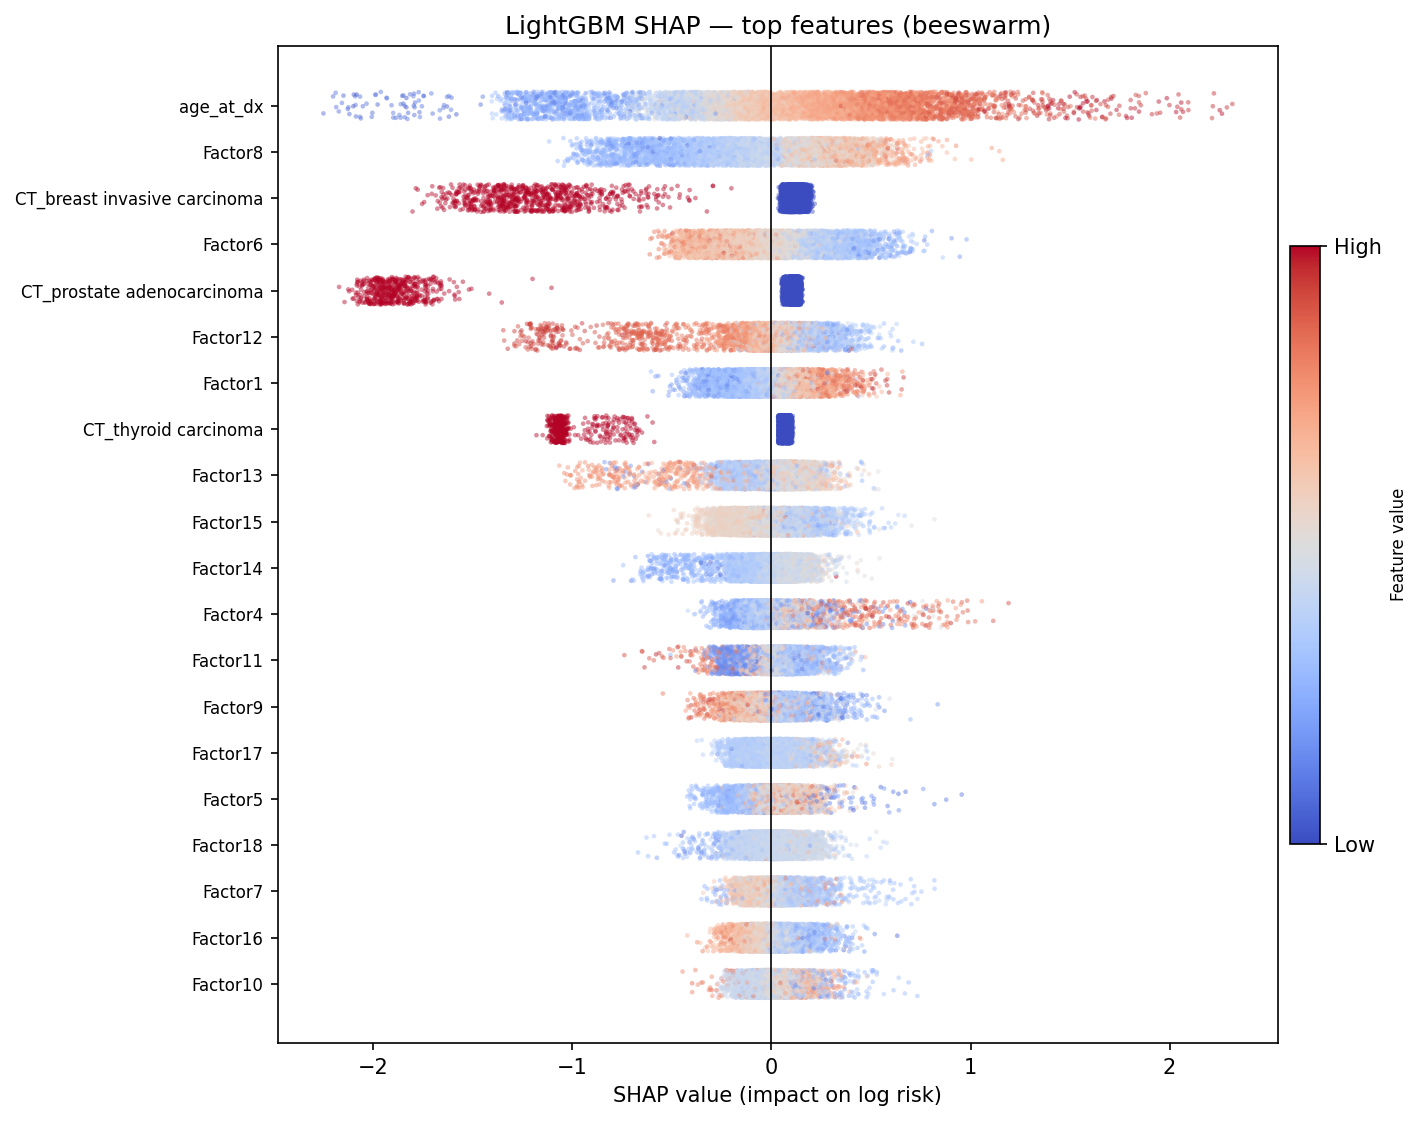 LightGBM SHAP — top features (beeswarm)
age_at_dx
Factor8
CT_breast invasive carcinoma
Factor6
CT_prostate adenocarcinoma
Factor12
Factor1
CT_thyroid carcinoma
Factor13
Factor15
Factor14
Factor4
Factor11
Factor9
Factor17
Factor5
Factor18
Factor7
Factor16
Factor10
−2
−1
0
1
2
SHAP value (impact on log risk)
High
Feature value
Low